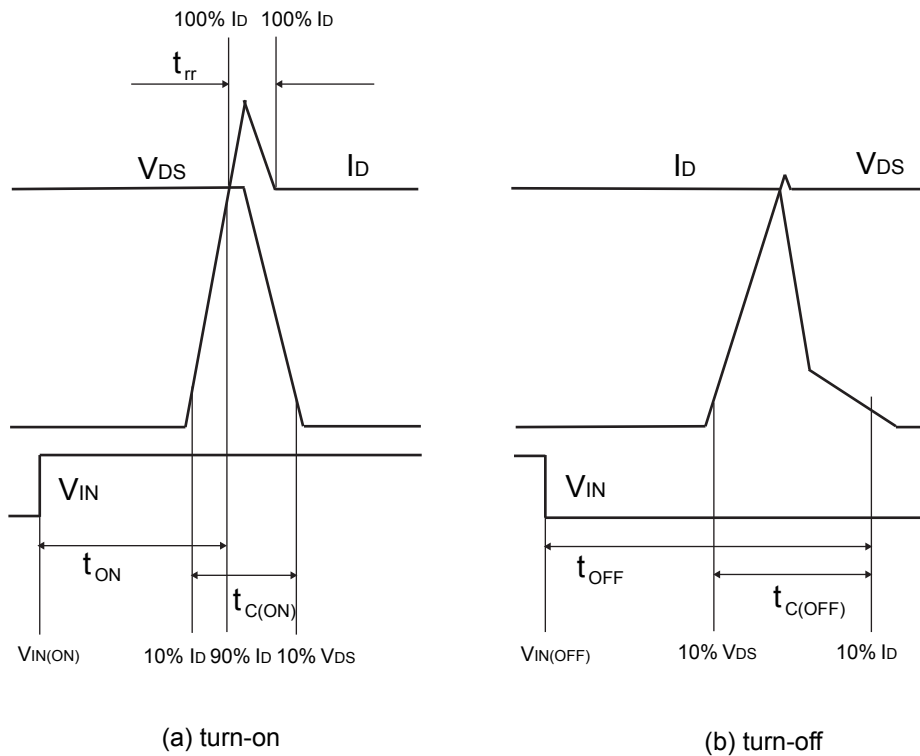 100% ID 100% ID
trr
VDS ID
ID VDS
VIN
VIN
tON
tOFF
tC(ON)
tC(OFF)
VIN(ON) 10% ID 90% ID 10% VDS
VIN(OFF) 10% VDS 10% ID
(a) turn-on
(b) turn-off